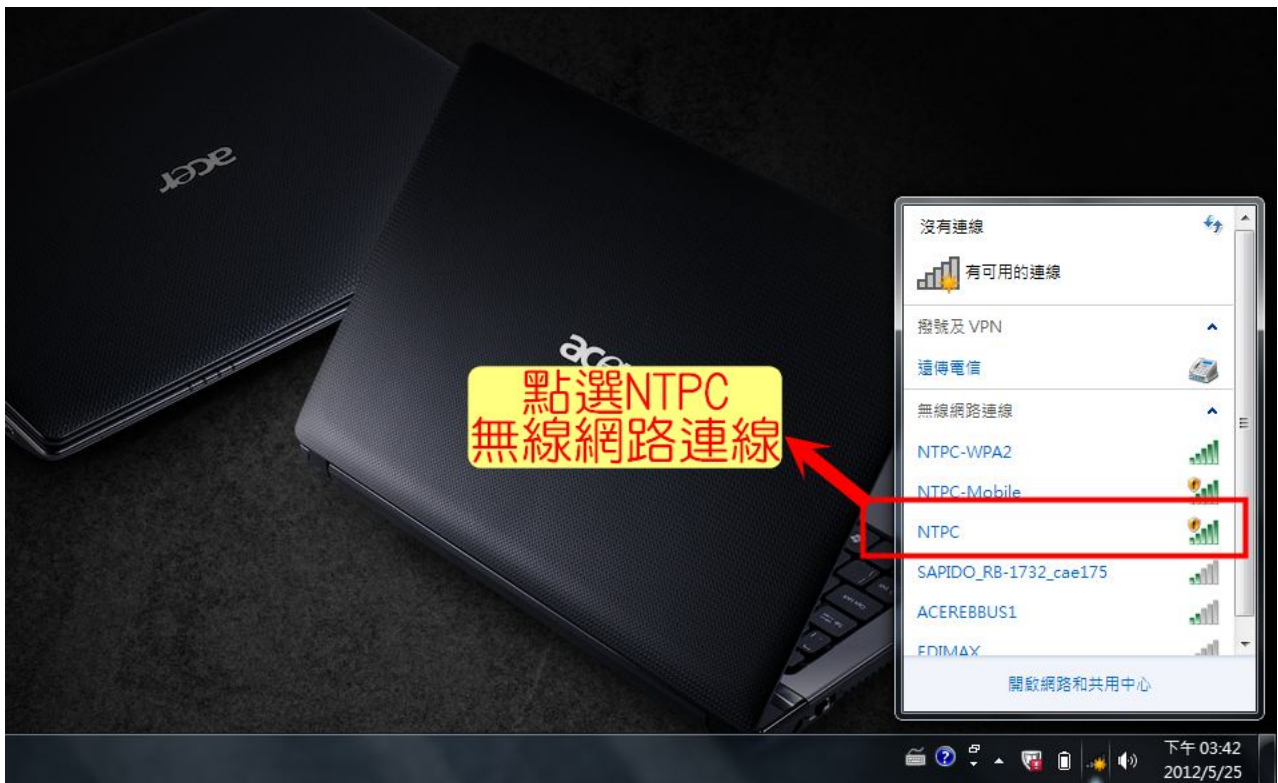 acer
acer
點選NTPC
無線網路連線
沒有連線
有可用的連線
撥號及 VPN
遠傳電信
無線網路連線
NTPC-WPA2
NTPC-Mobile
NTPC
SAPIDO_RB-1732_cae175
ACEREBBUS1
EDIMAX
開啟網路和共用中心
下午 03:42
2012/5/25